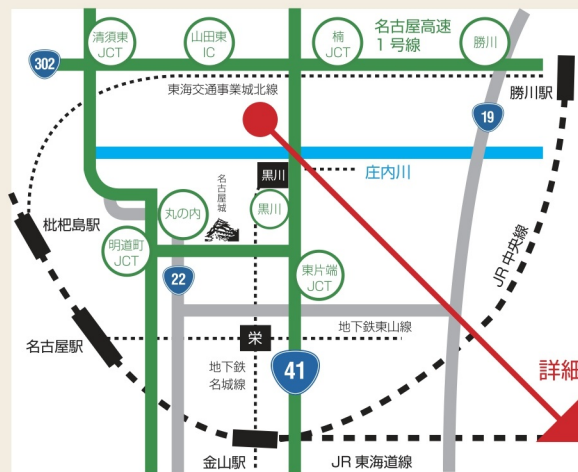 清須東
JCT
山田東
IC
楠
JCT
名古屋高速
1号線
勝川
302
東海交通事業城北線
勝川駅
19
庄内川
黒川
黒川
名古屋城
枇杷島駅
丸の内
明道町
JCT
22
東片端
JCT
JR中央線
地下鉄東山線
名古屋駅
栄
地下鉄
名城線
41
詳細
金山駅
JR東海道線